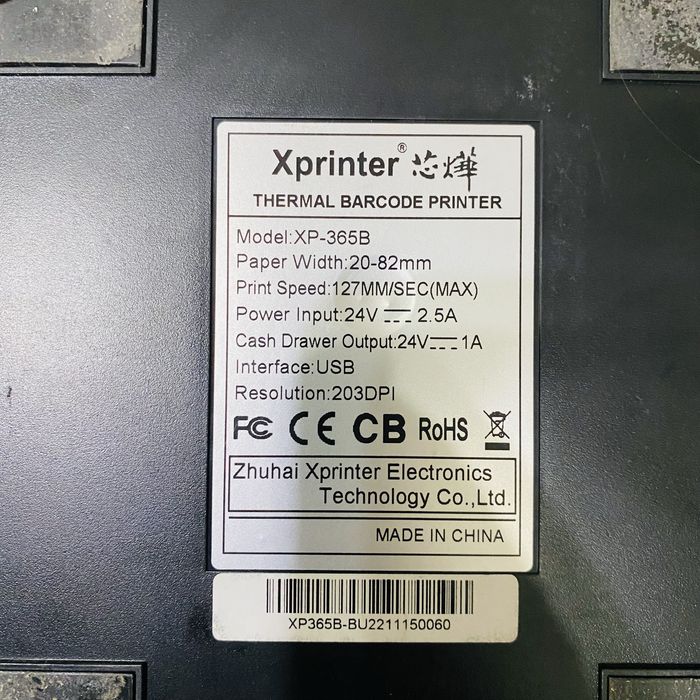 Xprinter® 芯烨
THERMAL BARCODE PRINTER
Model:XP-365B
Paper Width:20-82mm
Print Speed:127MM/SEC(MAX)
Power Input:24V⎓2.5A
Cash Drawer Output:24V⎓1A
Interface:USB
Resolution:203DPI
FC CE CB RoHS
Zhuhai Xprinter Electronics
Technology Co.,Ltd.
MADE IN CHINA
XP365B-BU2211150060